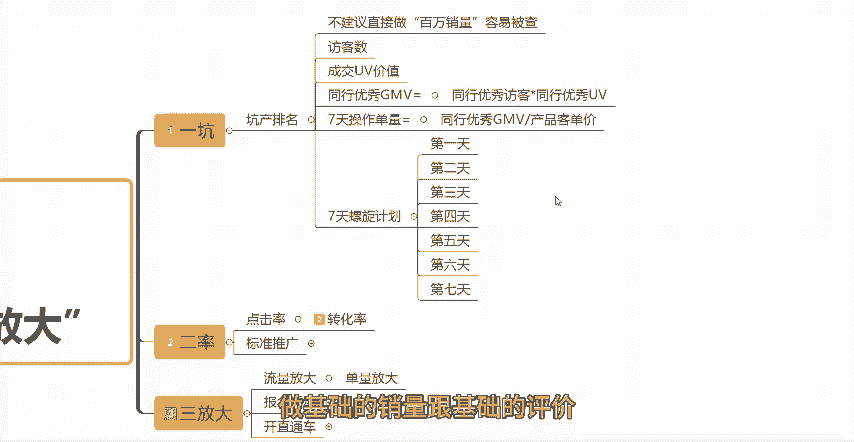 不建议直接做“百万销量”容易被查
访客数
成交UV价值
同行优秀GMV= 同行优秀访客*同行优秀UV
1 一坑 坑产排名 7天操作单量= 同行优秀GMV/产品客单价
第一天
第二天
第三天
7天螺旋计划 第四天
第五天
第六天
第七天
放大”
点击率 2 转化率
2 二率
标准推广
流量放大 单量放大
三放大 报
做基础的销量跟基础的评价
开直通车